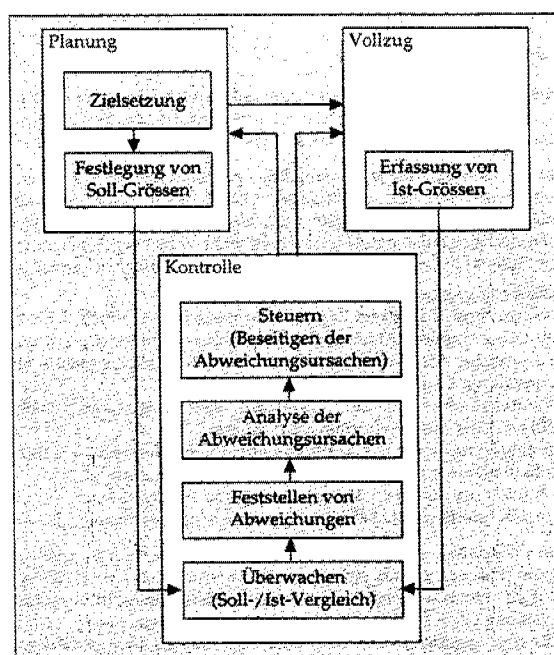 Planung
Zielsetzung
Festlegung von
Soll-Grössen
Vollzug
Erfassung von
Ist-Grössen
Kontrolle
Steuern
(Beseitigen der
Abweichungsursachen)
Analyse der
Abweichungsursachen
Feststellen von
Abweichungen
Überwachen
(Soll-/Ist-Vergleich)